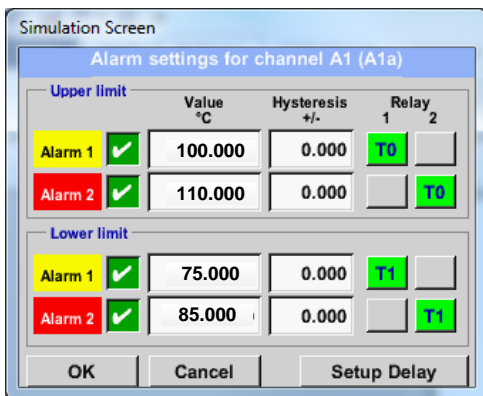 Simulation Screen
Alarm settings for channel A1 (A1a)
Upper limit
Value Hysteresis Relay
°C +/- 1 2
Alarm 1 100.000 0.000 T0
Alarm 2 110.000 0.000 T0
Lower limit
Alarm 1 75.000 0.000 T1
Alarm 2 85.000 0.000 T1
OK Cancel Setup Delay